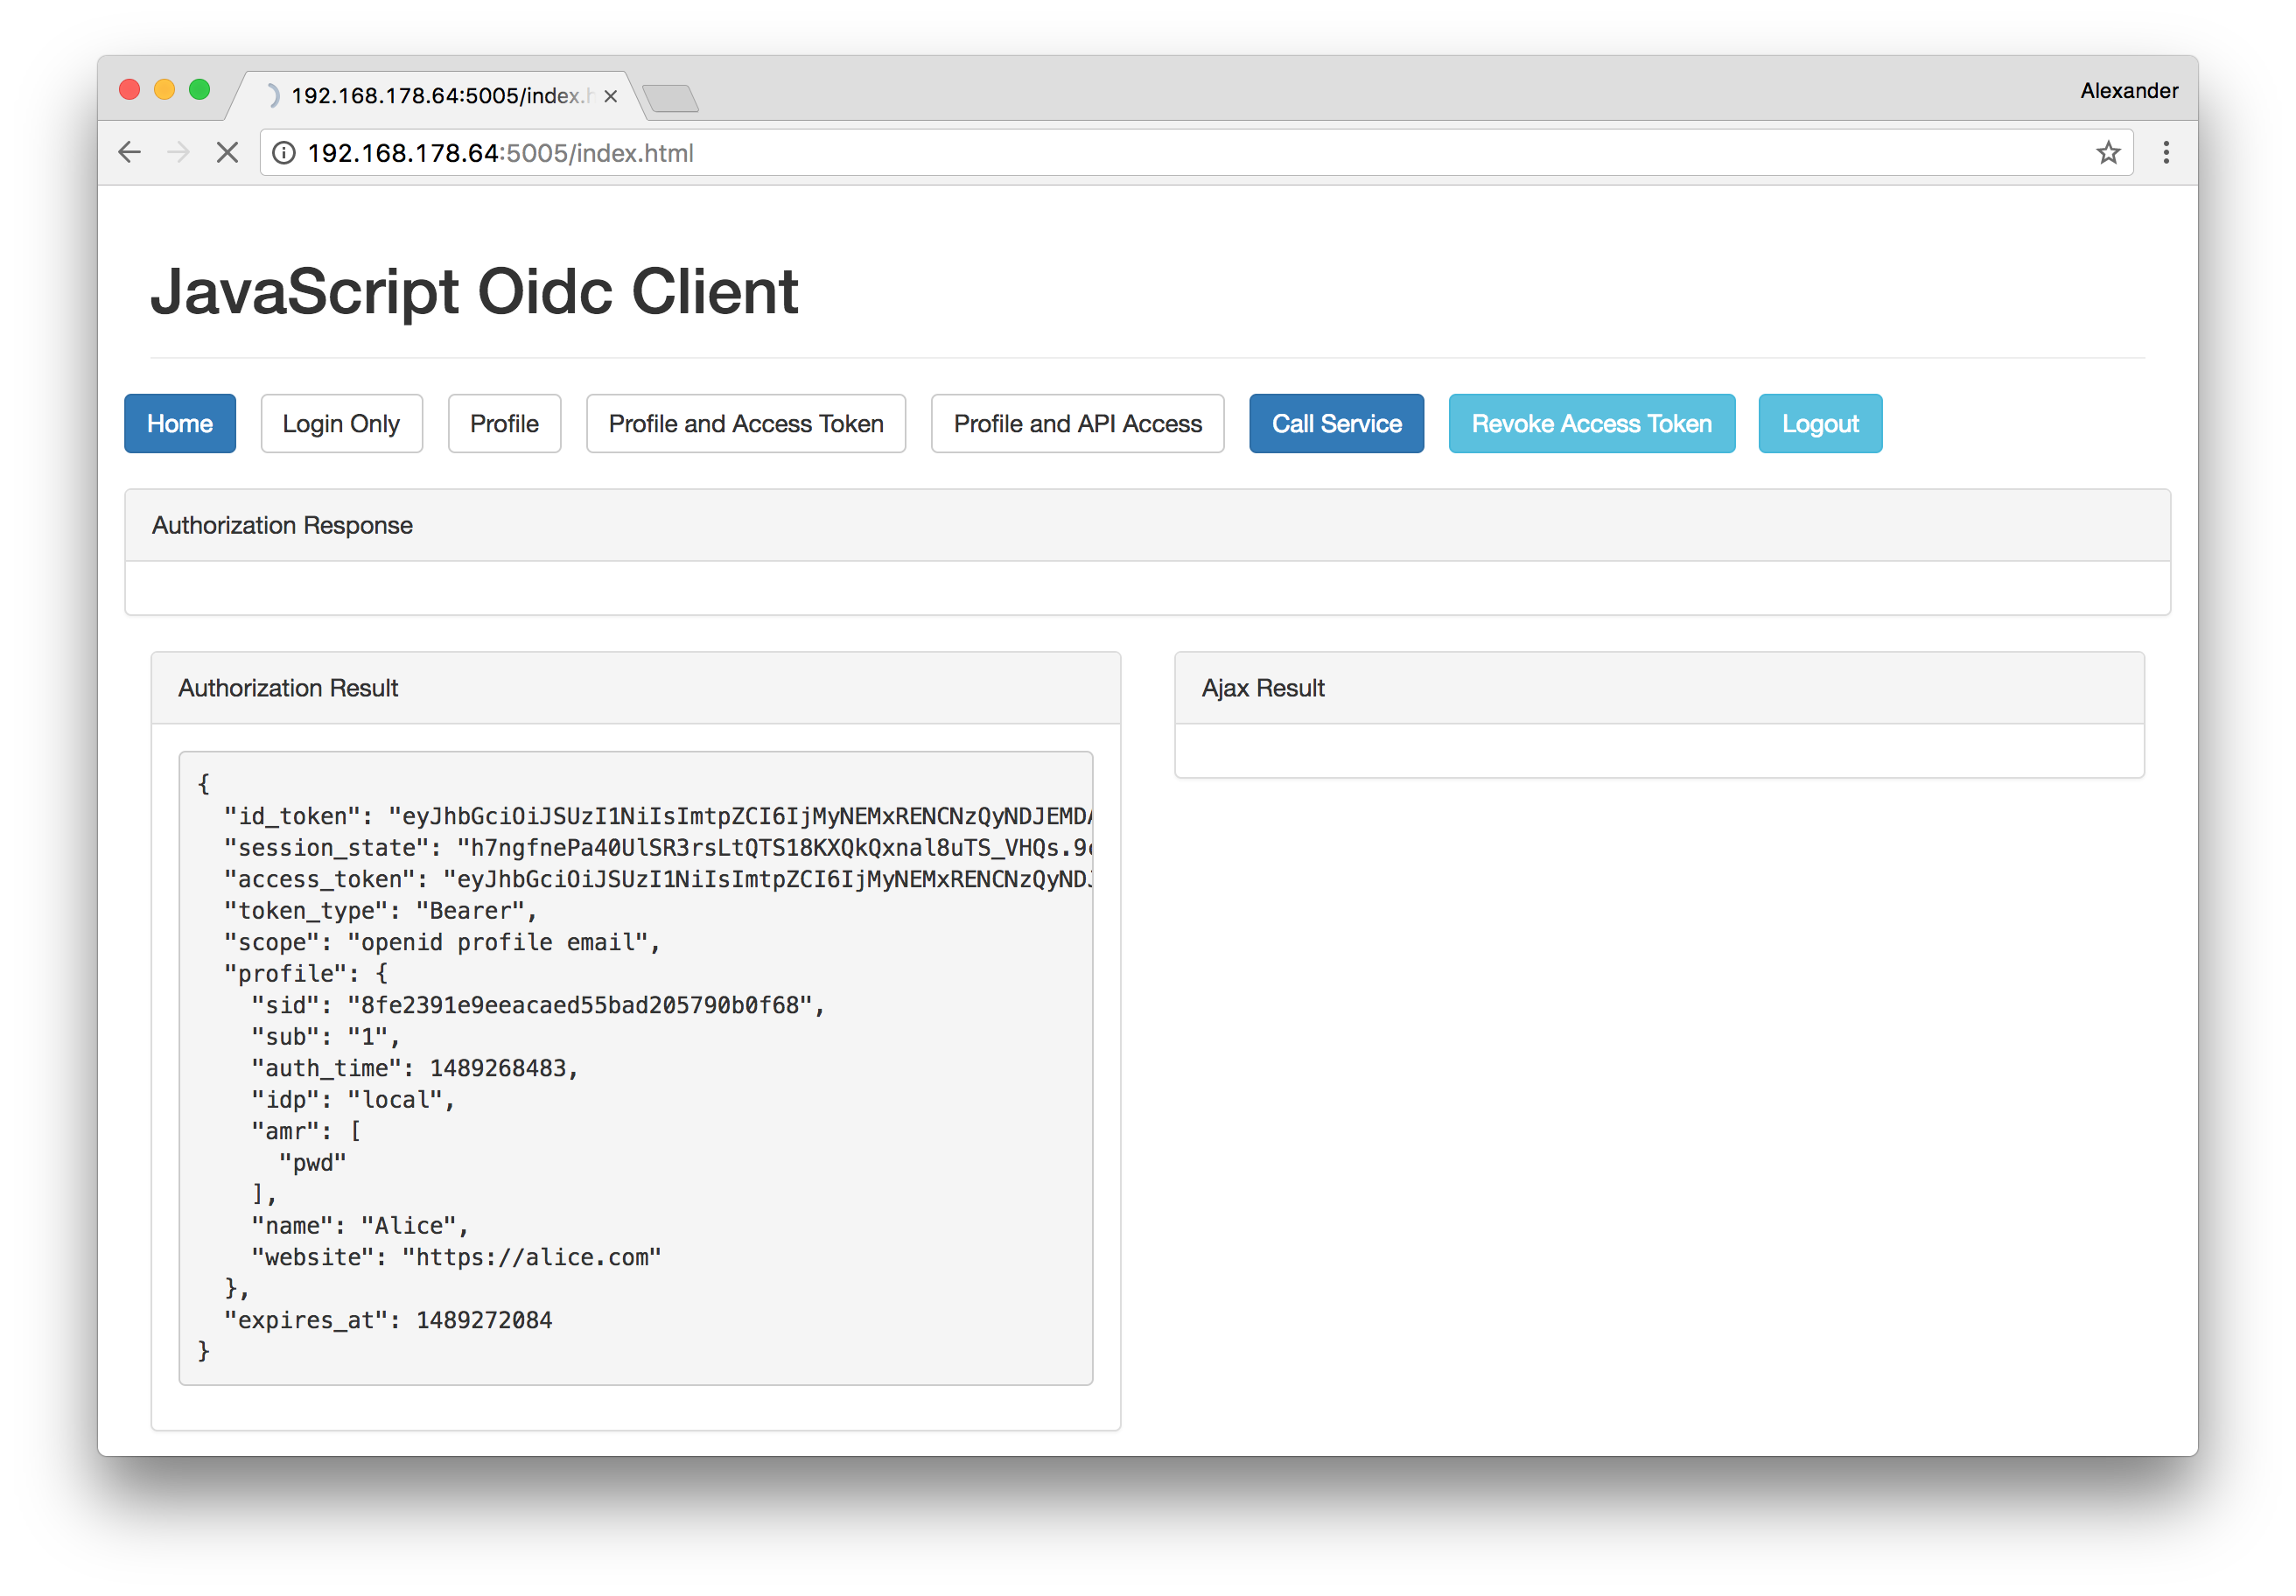 192.168.178.64:5005/index.h
Alexander
192.168.178.64:5005/index.html
JavaScript Oidc Client
Home Login Only Profile Profile and Access Token Profile and API Access Call Service Revoke Access Token Logout
Authorization Response
Authorization Result
Ajax Result
{
"id_token": "eyJhbGciOiJSUzI1NiIsImtpZCI6IjMyNEMxRENCNzQyNDJEMDA
"session_state": "h7ngfnePa40UlSR3rsLtQTS18KXQkQxnal8uTS_VHQs.9c
"access_token": "eyJhbGciOiJSUzI1NiIsImtpZCI6IjMyNEMxRENCNzQyNDJ
"token_type": "Bearer",
"scope": "openid profile email",
"profile": {
"sid": "8fe2391e9eeacaed55bad205790b0f68",
"sub": "1",
"auth_time": 1489268483,
"idp": "local",
"amr": [
"pwd"
],
"name": "Alice",
"website": "https://alice.com"
},
"expires_at": 1489272084
}